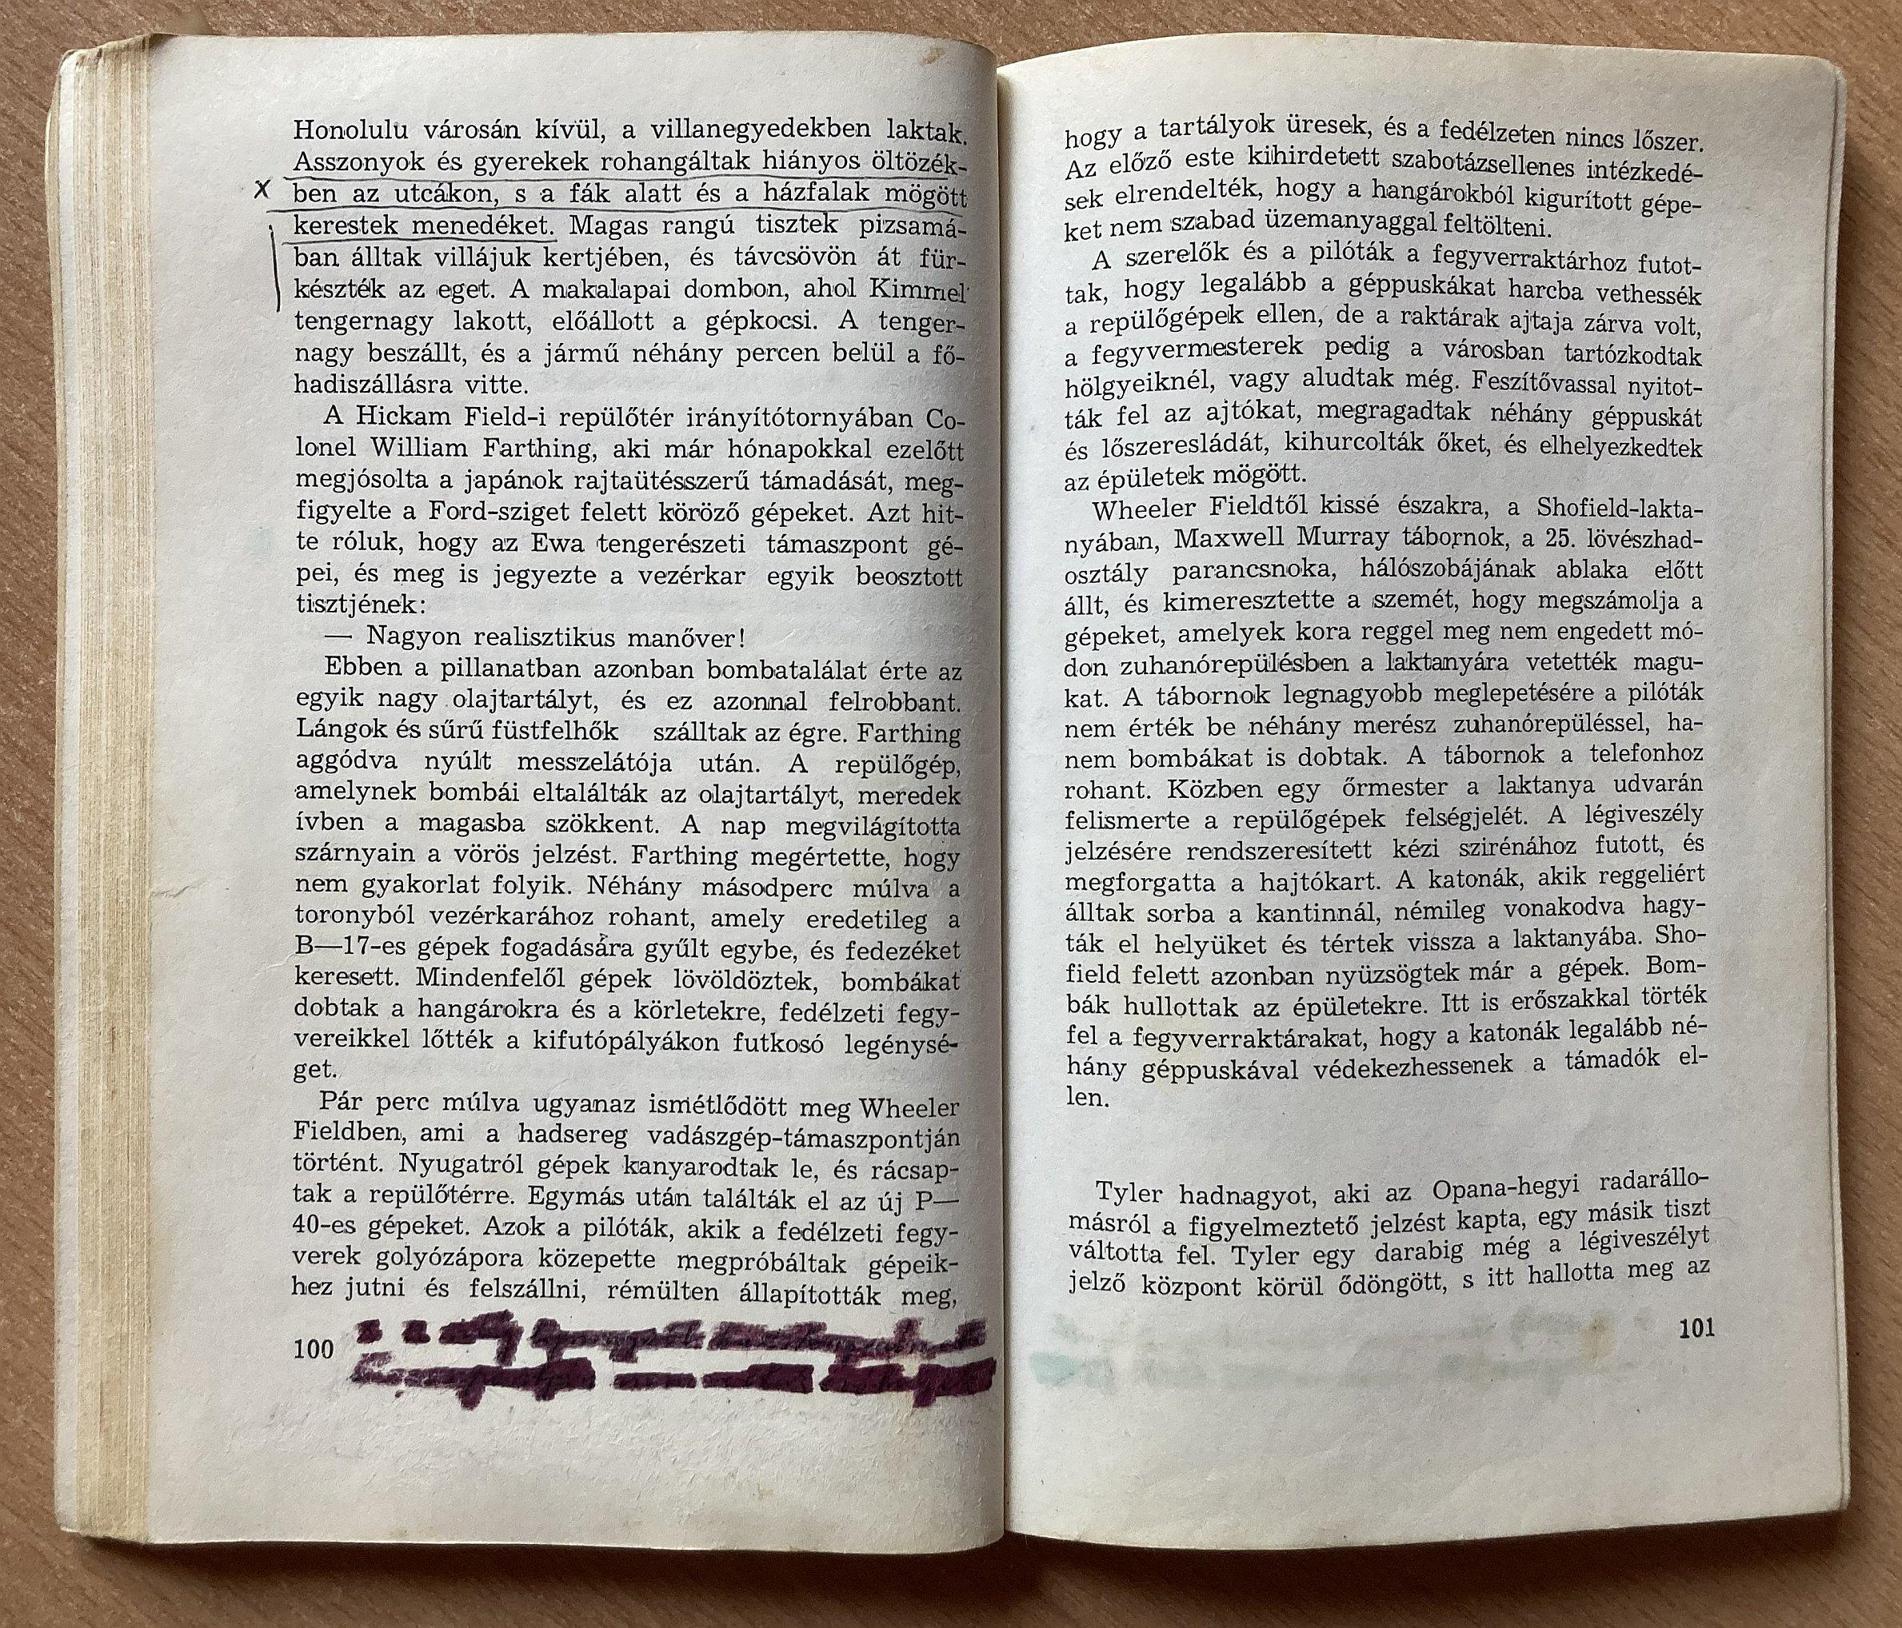 Honolulu városán kívül, a villanegyedekben laktak.
Asszonyok és gyerekek rohangáltak hiányos öltözék-
x ben az utcákon, s a fák alatt és a házfalak mögött
kerestek menedéket. Magas rangú tisztek pizsamá-
ban álltak villájuk kertjében, és távcsövön át für-
készték az eget. A makalapai dombon, ahol Kimmel
tengernagy lakott, előállott a gépkocsi. A tenger-
nagy beszállt, és a jármű néhány percen belül a fő-
hadiszállásra vitte.
A Hickam Field-i repülőtér irányítótornyában Co-
lonel William Farthing, aki már hónapokkal ezelőtt
megjósolta a japánok rajtaütésszerű támadását, meg-
figyelte a Ford-sziget felett köröző gépeket. Azt hit-
te róluk, hogy az Ewa tengerészeti támaszpont gé-
pei, és meg is jegyezte a vezérkar egyik beosztott
tisztjének:
— Nagyon realisztikus manőver!
Ebben a pillanatban azonban bombatalálat érte az
egyik nagy olajtartályt, és ez azonnal felrobbant.
Lángok és sűrű füstfelhők szálltak az égre. Farthing
aggódva nyúlt messzelátója után. A repülőgép,
amelynek bombái eltalálták az olajtartályt, meredek
ívben a magasba szökkent. A nap megvilágította
szárnyain a vörös jelzést. Farthing megértette, hogy
nem gyakorlat folyik. Néhány másodperc múlva a
toronyból vezérkarához rohant, amely eredetileg a
B—17-es gépek fogadására gyűlt egybe, és fedezéket
keresett. Mindenfelől gépek lövöldöztek, bombákat
dobtak a hangárokra és a körletekre, fedélzeti fegy-
vereikkel lőtték a kifutópályákon futkosó legénysé-
get.
Pár perc múlva ugyanaz ismétlődött meg Wheeler
Fieldben, ami a hadsereg vadászgép-támaszpontján
történt. Nyugatról gépek kanyarodtak le, és rácsap-
tak a repülőtérre. Egymás után találták el az új P—
40-es gépeket. Azok a pilóták, akik a fedélzeti fegy-
verek golyózápora közepette megpróbáltak gépeik-
hez jutni és felszállni, rémülten állapították meg,
100
hogy a tartályok üresek, és a fedélzeten nincs lőszer.
Az előző este kihirdetett szabotázsellenes intézkedé-
sek elrendelték, hogy a hangárokból kigurított gépe-
ket nem szabad üzemanyaggal feltölteni.
A szerelők és a pilóták a fegyverraktárhoz futot-
tak, hogy legalább a géppuskákat harcba vethessék
a repülőgépek ellen, de a raktárak ajtaja zárva volt,
a fegyvermesterek pedig a városban tartózkodtak
hölgyeiknél, vagy aludtak még. Feszítővassal nyitot-
ták fel az ajtókat, megragadtak néhány géppuskát
és lőszeresládát, kihurcolták őket, és elhelyezkedtek
az épületek mögött.
Wheeler Fieldtől kissé északra, a Shofield-lakta-
nyában, Maxwell Murray tábornok, a 25. lövészhad-
osztály parancsnoka, hálószobájának ablaka előtt
állt, és kimeresztette a szemét, hogy megszámolja a
gépeket, amelyek kora reggel meg nem engedett mó-
don zuhanórepülésben a laktanyára vetették magu-
kat. A tábornok legnagyobb meglepetésére a pilóták
nem érték be néhány merész zuhanórepüléssel, ha-
nem bombákat is dobtak. A tábornok a telefonhoz
rohant. Közben egy őrmester a laktanya udvarán
felismerte a repülőgépek felségjelét. A légiveszély
jelzésére rendszeresített kézi szirénához futott, és
megforgatta a hajtókart. A katonák, akik reggeliért
álltak sorba a kantinnál, némileg vonakodva hagy-
ták el helyüket és tértek vissza a laktanyába. Sho-
field felett azonban nyüzsögtek már a gépek. Bom-
bák hullottak az épületekre. Itt is erőszakkal törték
fel a fegyverraktárakat, hogy a katonák legalább né-
hány géppuskával védekezhessenek a támadók el-
len.
Tyler hadnagyot, aki az Opana-hegyi radarállo-
másról a figyelmeztető jelzést kapta, egy másik tiszt
váltotta fel. Tyler egy darabig még a légiveszélyt
jelző központ körül ődöngött, s itt hallotta meg az
101